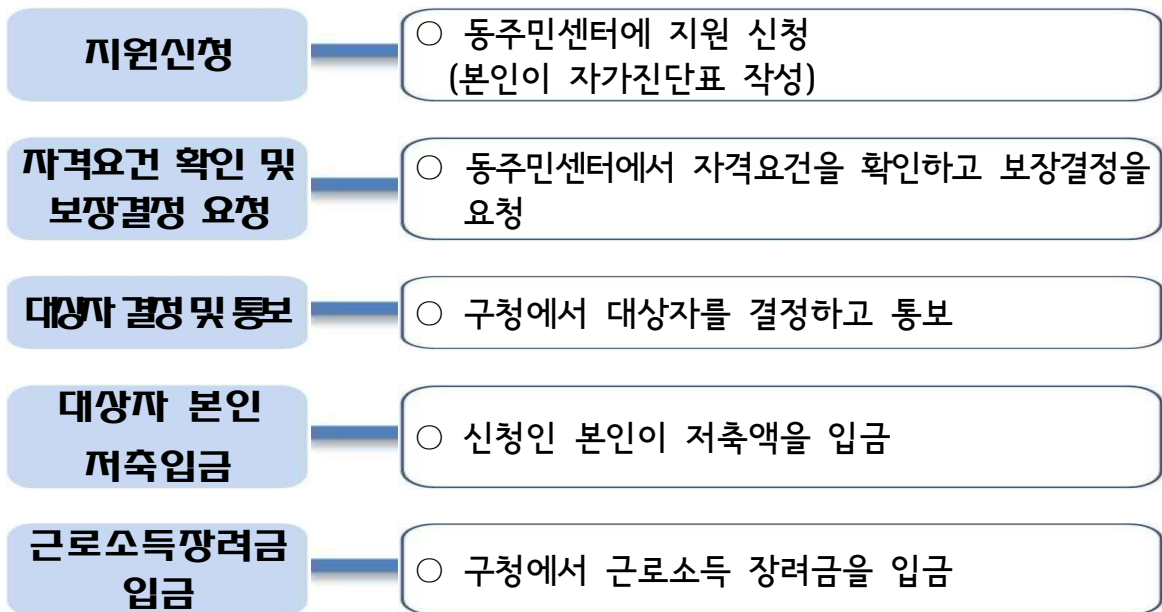 지원신청
○ 동주민센터에 지원 신청
(본인이 자가진단표 작성)
자격요건 확인 및
보장결정 요청
○ 동주민센터에서 자격요건을 확인하고 보장결정을
요청
대상자 결정 및 통보
○ 구청에서 대상자를 결정하고 통보
대상자 본인
저축입금
○ 신청인 본인이 저축액을 입금
근로소득장려금
입금
○ 구청에서 근로소득 장려금을 입금